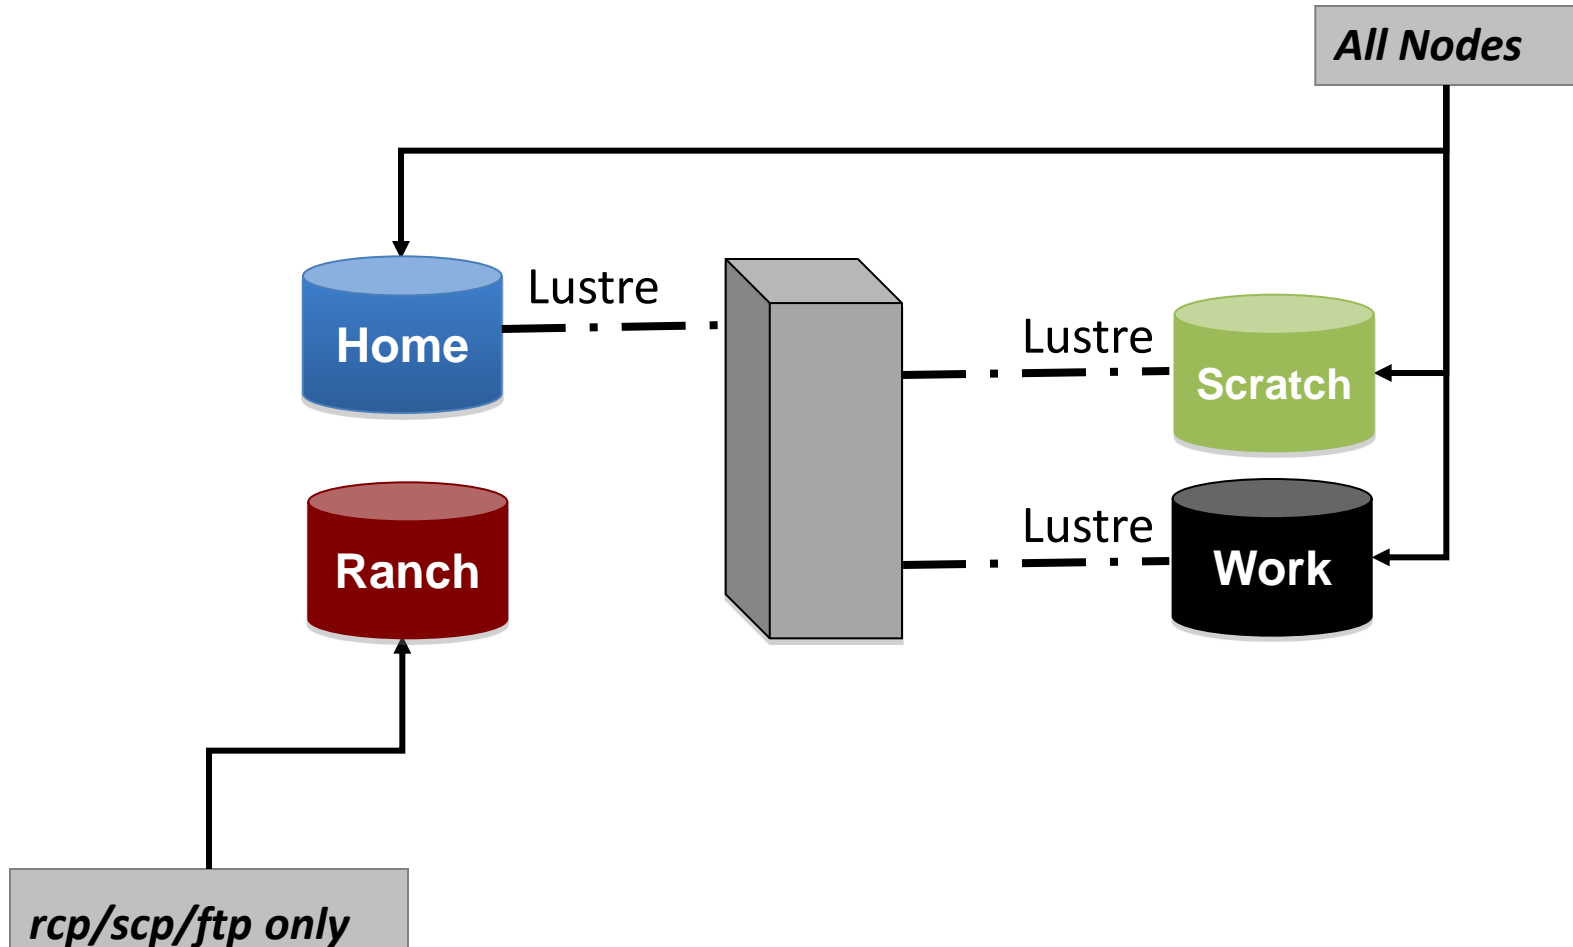 All Nodes
Lustre
Home
Lustre
Scratch
Ranch
Lustre
Work
rcp/scp/ftp only